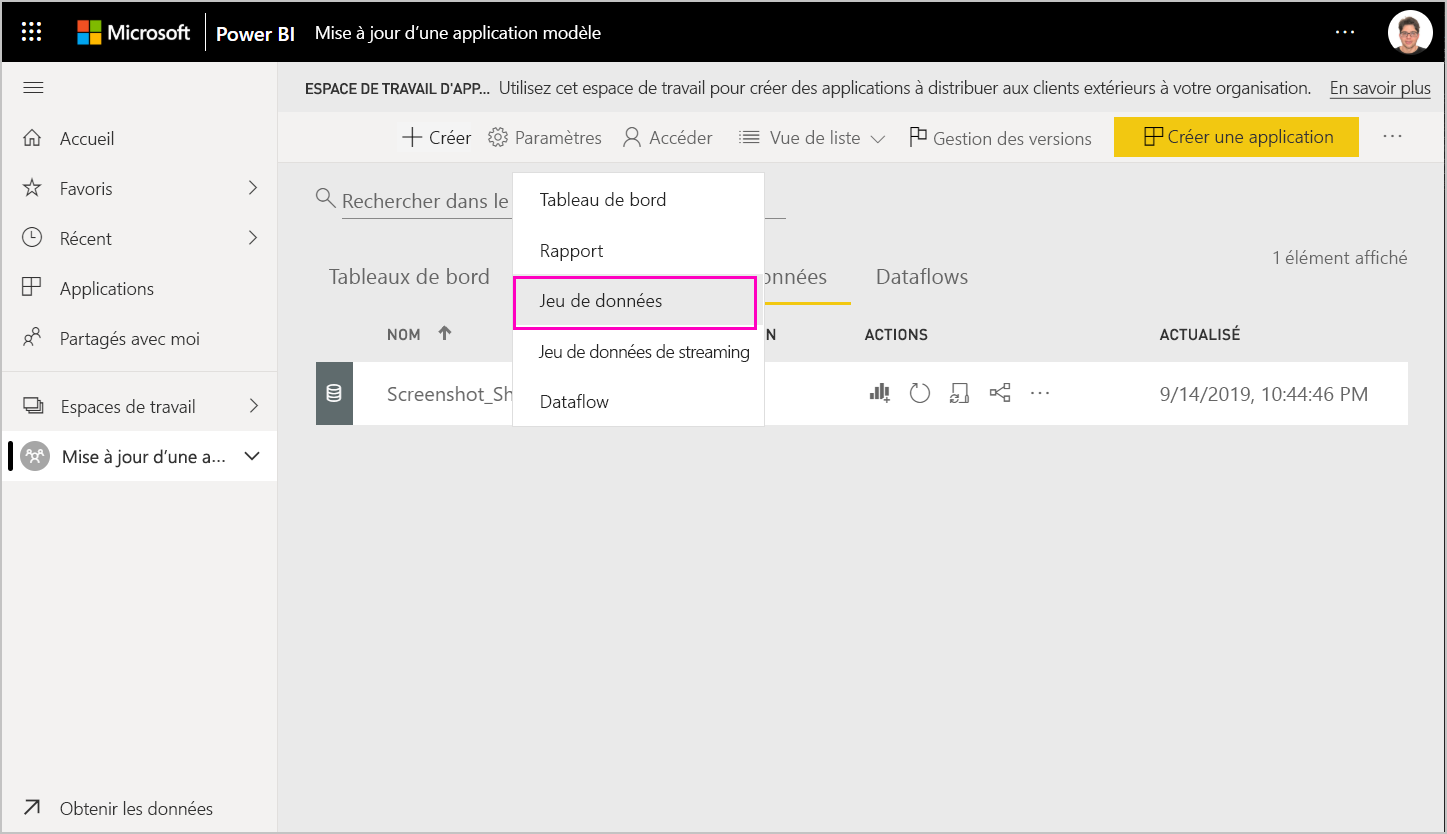 Microsoft Power BI Mise à jour d’une application modèle
ESPACE DE TRAVAIL D'APP... Utilisez cet espace de travail pour créer des applications à distribuer aux clients extérieurs à votre organisation. En savoir plus
Créer Paramètres Accéder Vue de liste Gestion des versions Créer une application ...
Accueil
Favoris
Récent
Applications
Partagés avec moi
Espaces de travail
Mise à jour d’une a...
Obtenir les données
Rechercher dans le
Tableau de bord
Rapport
Jeu de données
Jeu de données de streaming
Dataflow
1 élément affiché
Tableaux de bord onnées Dataflows
NOM N ACTIONS ACTUALISÉ
Screenshot_Sh ... 9/14/2019, 10:44:46 PM